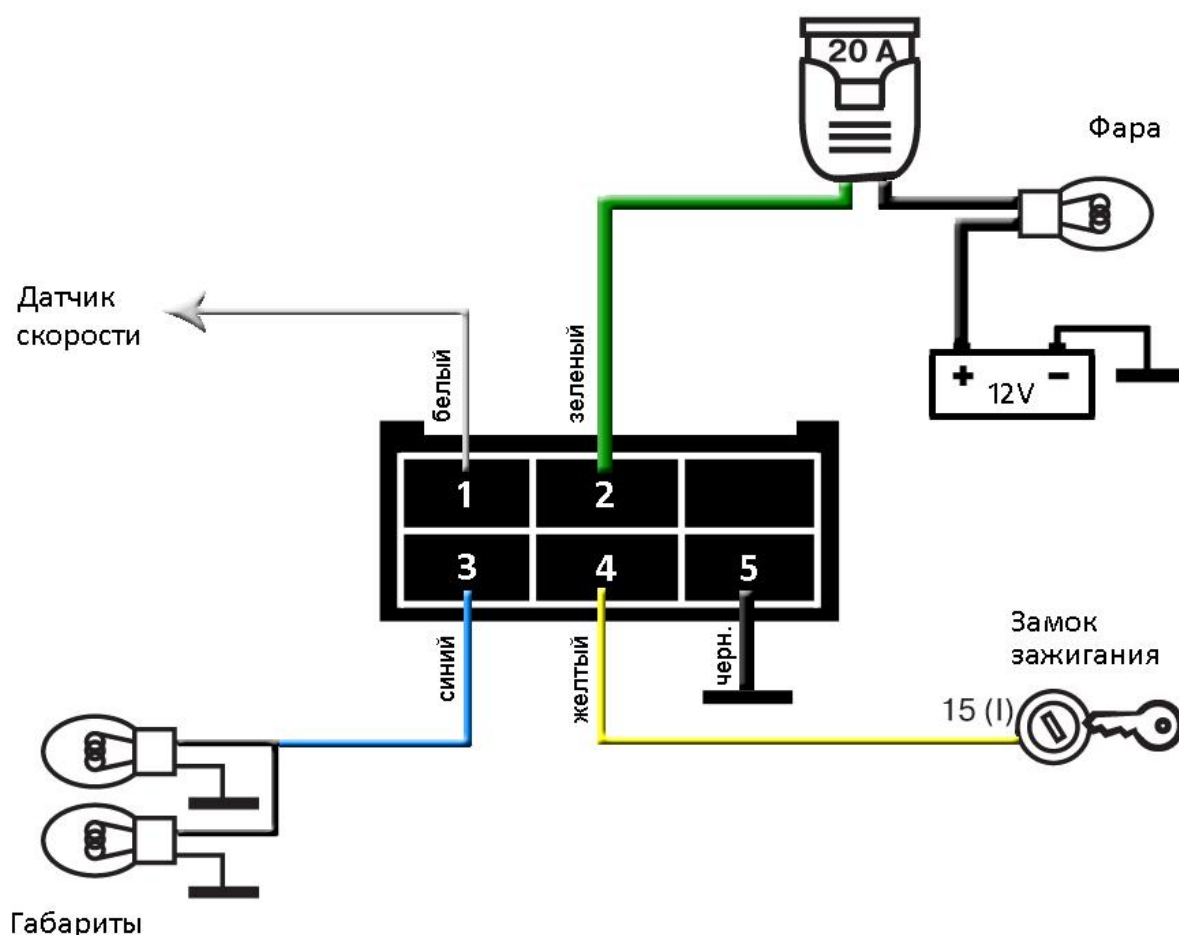 20 A
Фара
Датчик
скорости
белый
зеленый
+ −
12V
1
2
3
4
5
синий
желтый
черн.
Замок
зажигания
15 (I)
Габариты